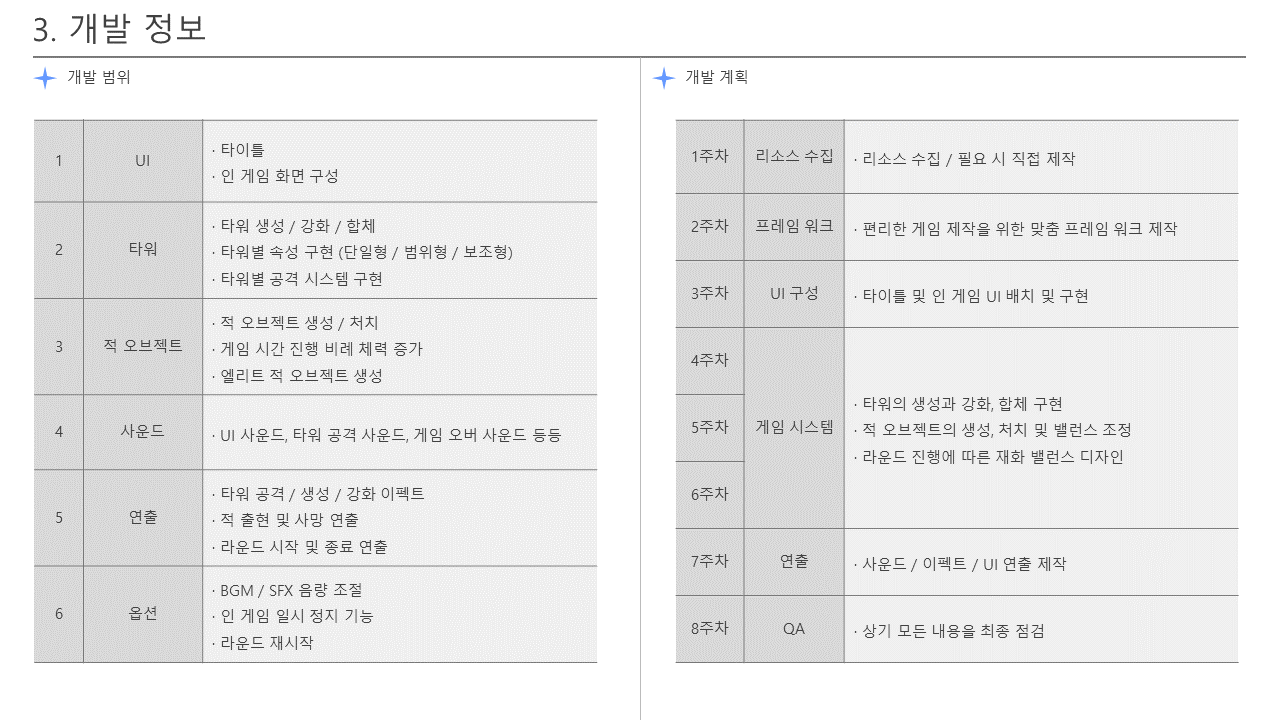 3. 개발 정보
개발 범위
1
UI
· 타이틀
· 인 게임 화면 구성
2
타워
· 타워 생성 / 강화 / 합체
· 타워별 속성 구현 (단일형 / 범위형 / 보조형)
· 타워별 공격 시스템 구현
3
적 오브젝트
· 적 오브젝트 생성 / 처치
· 게임 시간 진행 비례 체력 증가
· 엘리트 적 오브젝트 생성
4
사운드
· UI 사운드, 타워 공격 사운드, 게임 오버 사운드 등등
5
연출
· 타워 공격 / 생성 / 강화 이펙트
· 적 출현 및 사망 연출
· 라운드 시작 및 종료 연출
6
옵션
· BGM / SFX 음량 조절
· 인 게임 일시 정지 기능
· 라운드 재시작
개발 계획
1주차
리소스 수집
· 리소스 수집 / 필요 시 직접 제작
2주차
프레임 워크
· 편리한 게임 제작을 위한 맞춤 프레임 워크 제작
3주차
UI 구성
· 타이틀 및 인 게임 UI 배치 및 구현
4주차
5주차
6주차
게임 시스템
· 타워의 생성과 강화, 합체 구현
· 적 오브젝트의 생성, 처치 및 밸런스 조정
· 라운드 진행에 따른 재화 밸런스 디자인
7주차
연출
· 사운드 / 이펙트 / UI 연출 제작
8주차
QA
· 상기 모든 내용을 최종 점검